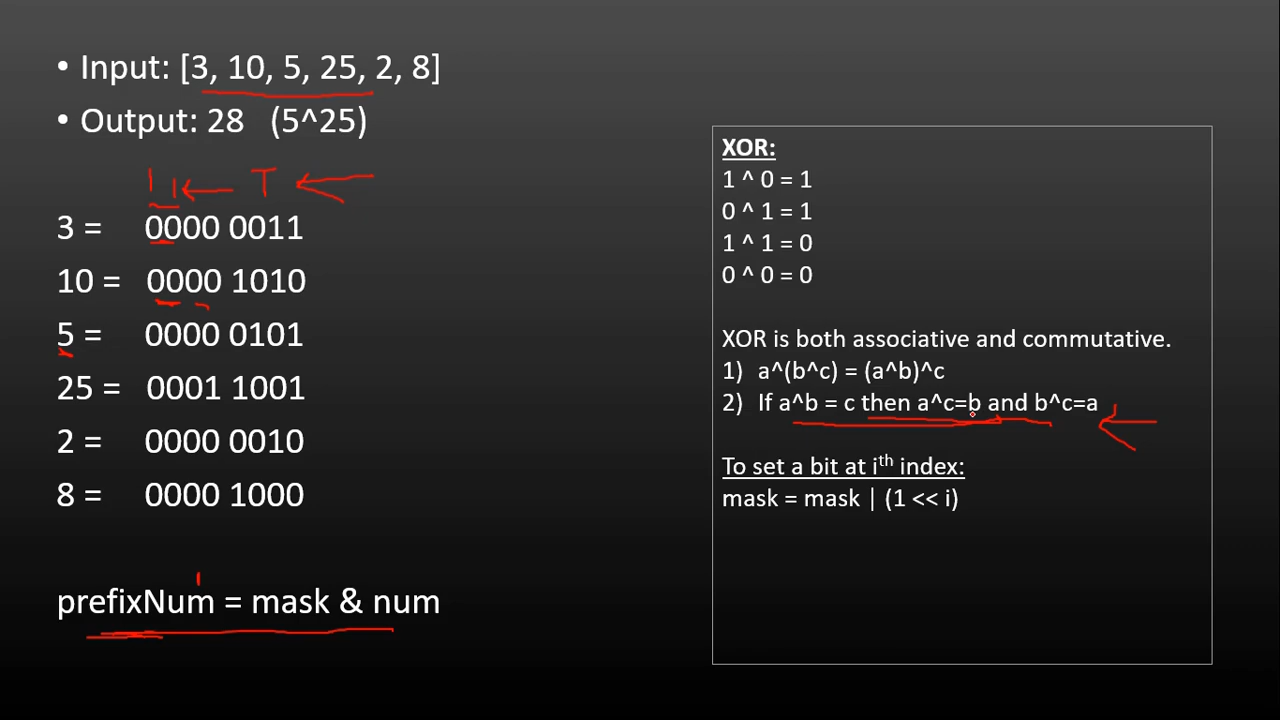 • Input: [3, 10, 5, 25, 2, 8]
• Output: 28 (5^25)
1 1 T
3 = 0000 0011
10 = 0000 1010
5 = 0000 0101
25 = 0001 1001
2 = 0000 0010
8 = 0000 1000
prefixNum = mask & num
XOR:
1 ^ 0 = 1
0 ^ 1 = 1
1 ^ 1 = 0
0 ^ 0 = 0
XOR is both associative and commutative.
1) a^(b^c) = (a^b)^c
2) If a^b = c then a^c=b and b^c=a
To set a bit at ith index:
mask = mask | (1 << i)